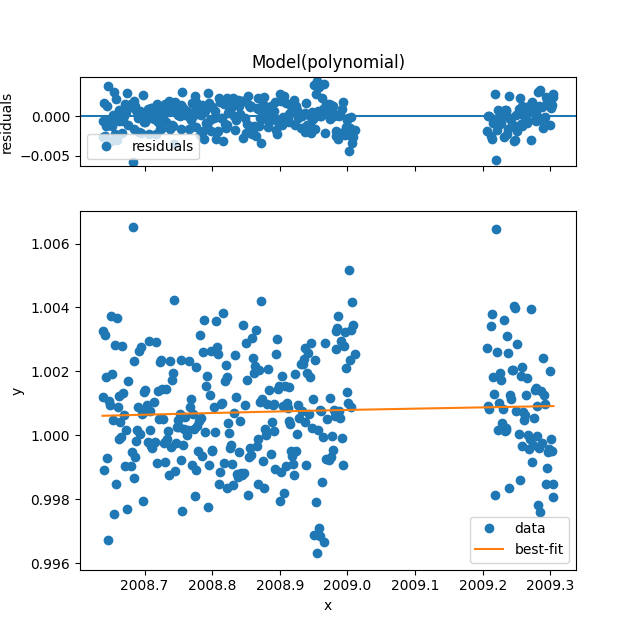 Model(polynomial)
residuals
0.000
−0.005
residuals
y
1.006
1.004
1.002
1.000
0.998
0.996
data
best-fit
2008.7 2008.8 2008.9 2009.0 2009.1 2009.2 2009.3
x